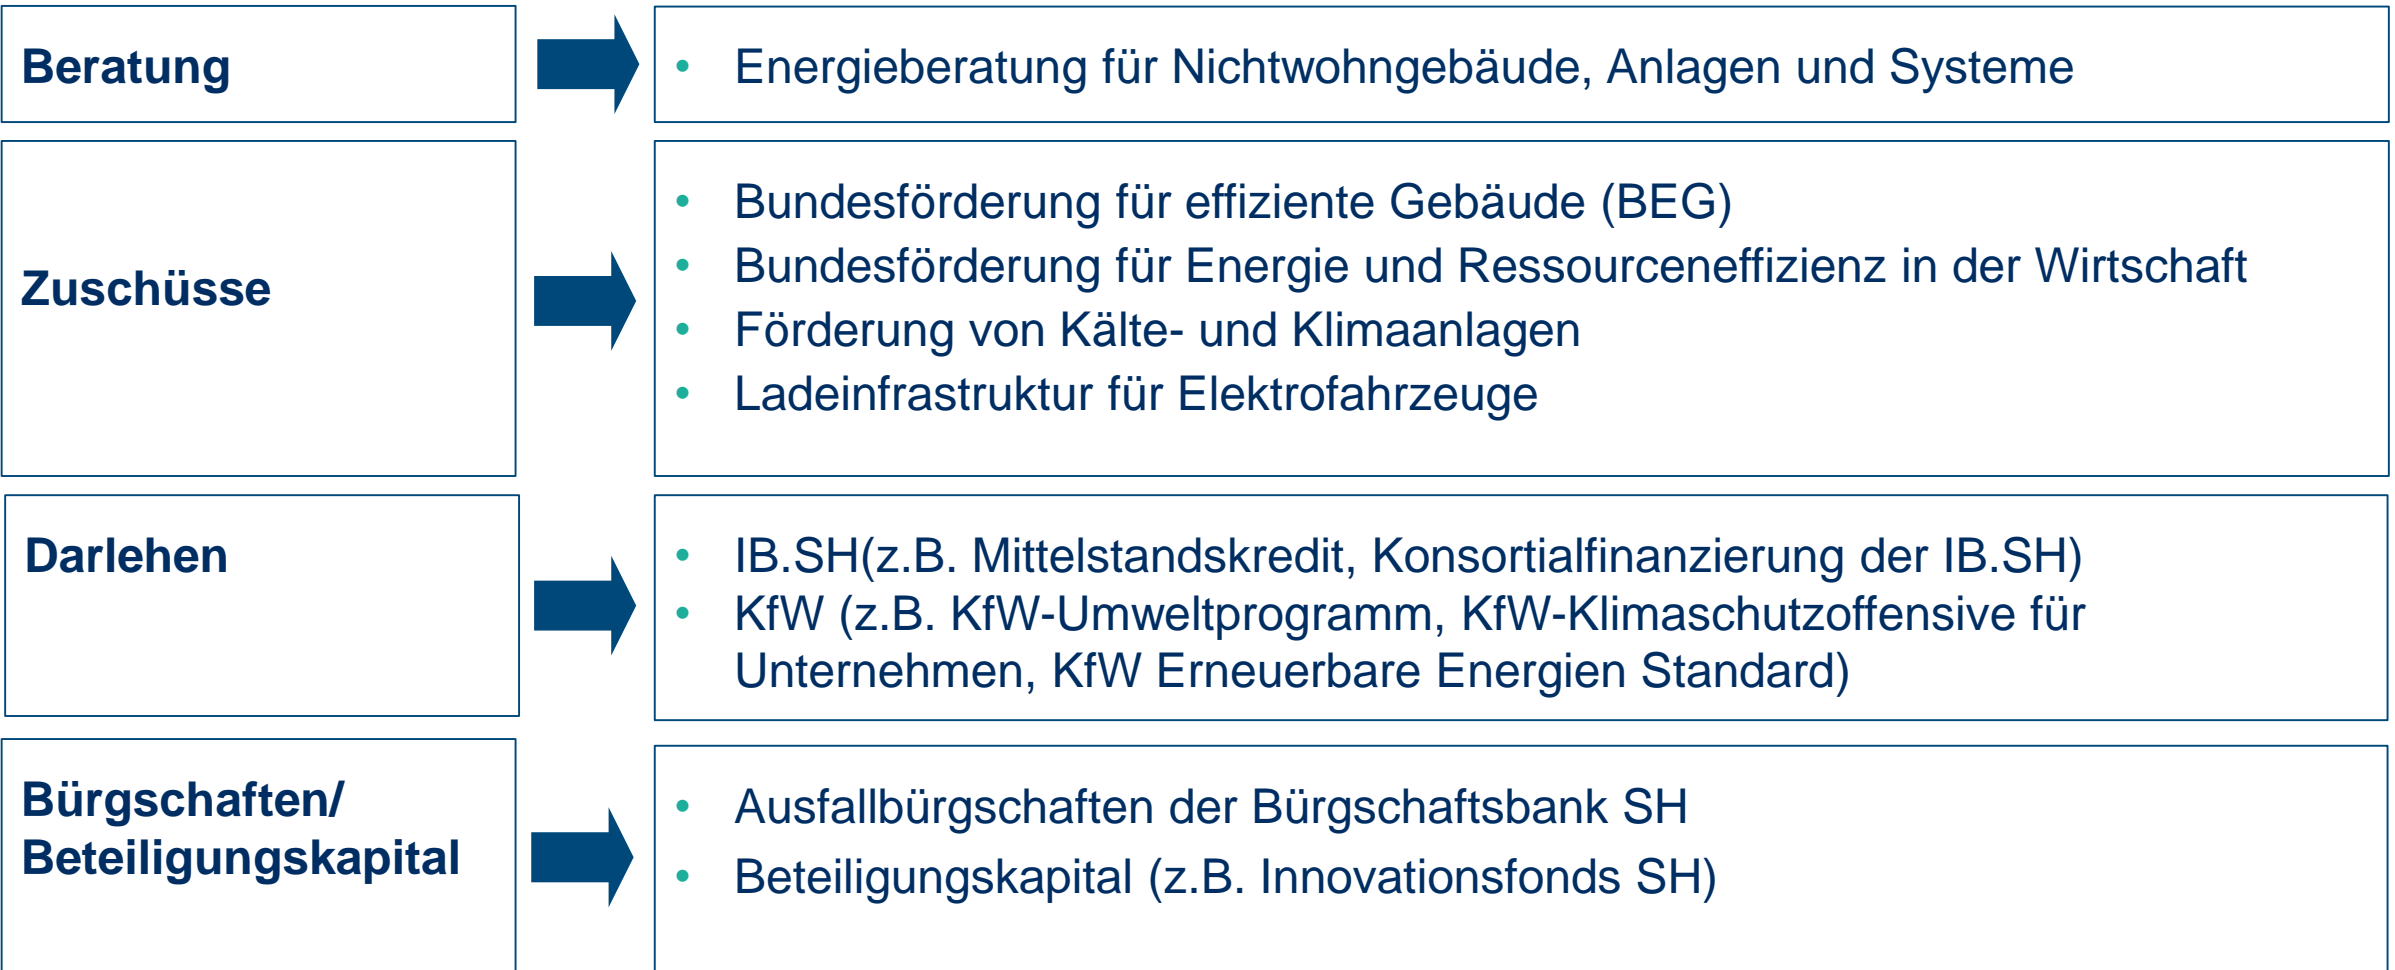 Beratung
• Energieberatung für Nichtwohngebäude, Anlagen und Systeme
Zuschüsse
• Bundesförderung für effiziente Gebäude (BEG)
• Bundesförderung für Energie und Ressourceneffizienz in der Wirtschaft
• Förderung von Kälte- und Klimaanlagen
• Ladeinfrastruktur für Elektrofahrzeuge
Darlehen
• IB.SH(z.B. Mittelstandskredit, Konsortialfinanzierung der IB.SH)
• KfW (z.B. KfW-Umweltprogramm, KfW-Klimaschutzoffensive für
Unternehmen, KfW Erneuerbare Energien Standard)
Bürgschaften/
Beteiligungskapital
• Ausfallbürgschaften der Bürgschaftsbank SH
• Beteiligungskapital (z.B. Innovationsfonds SH)